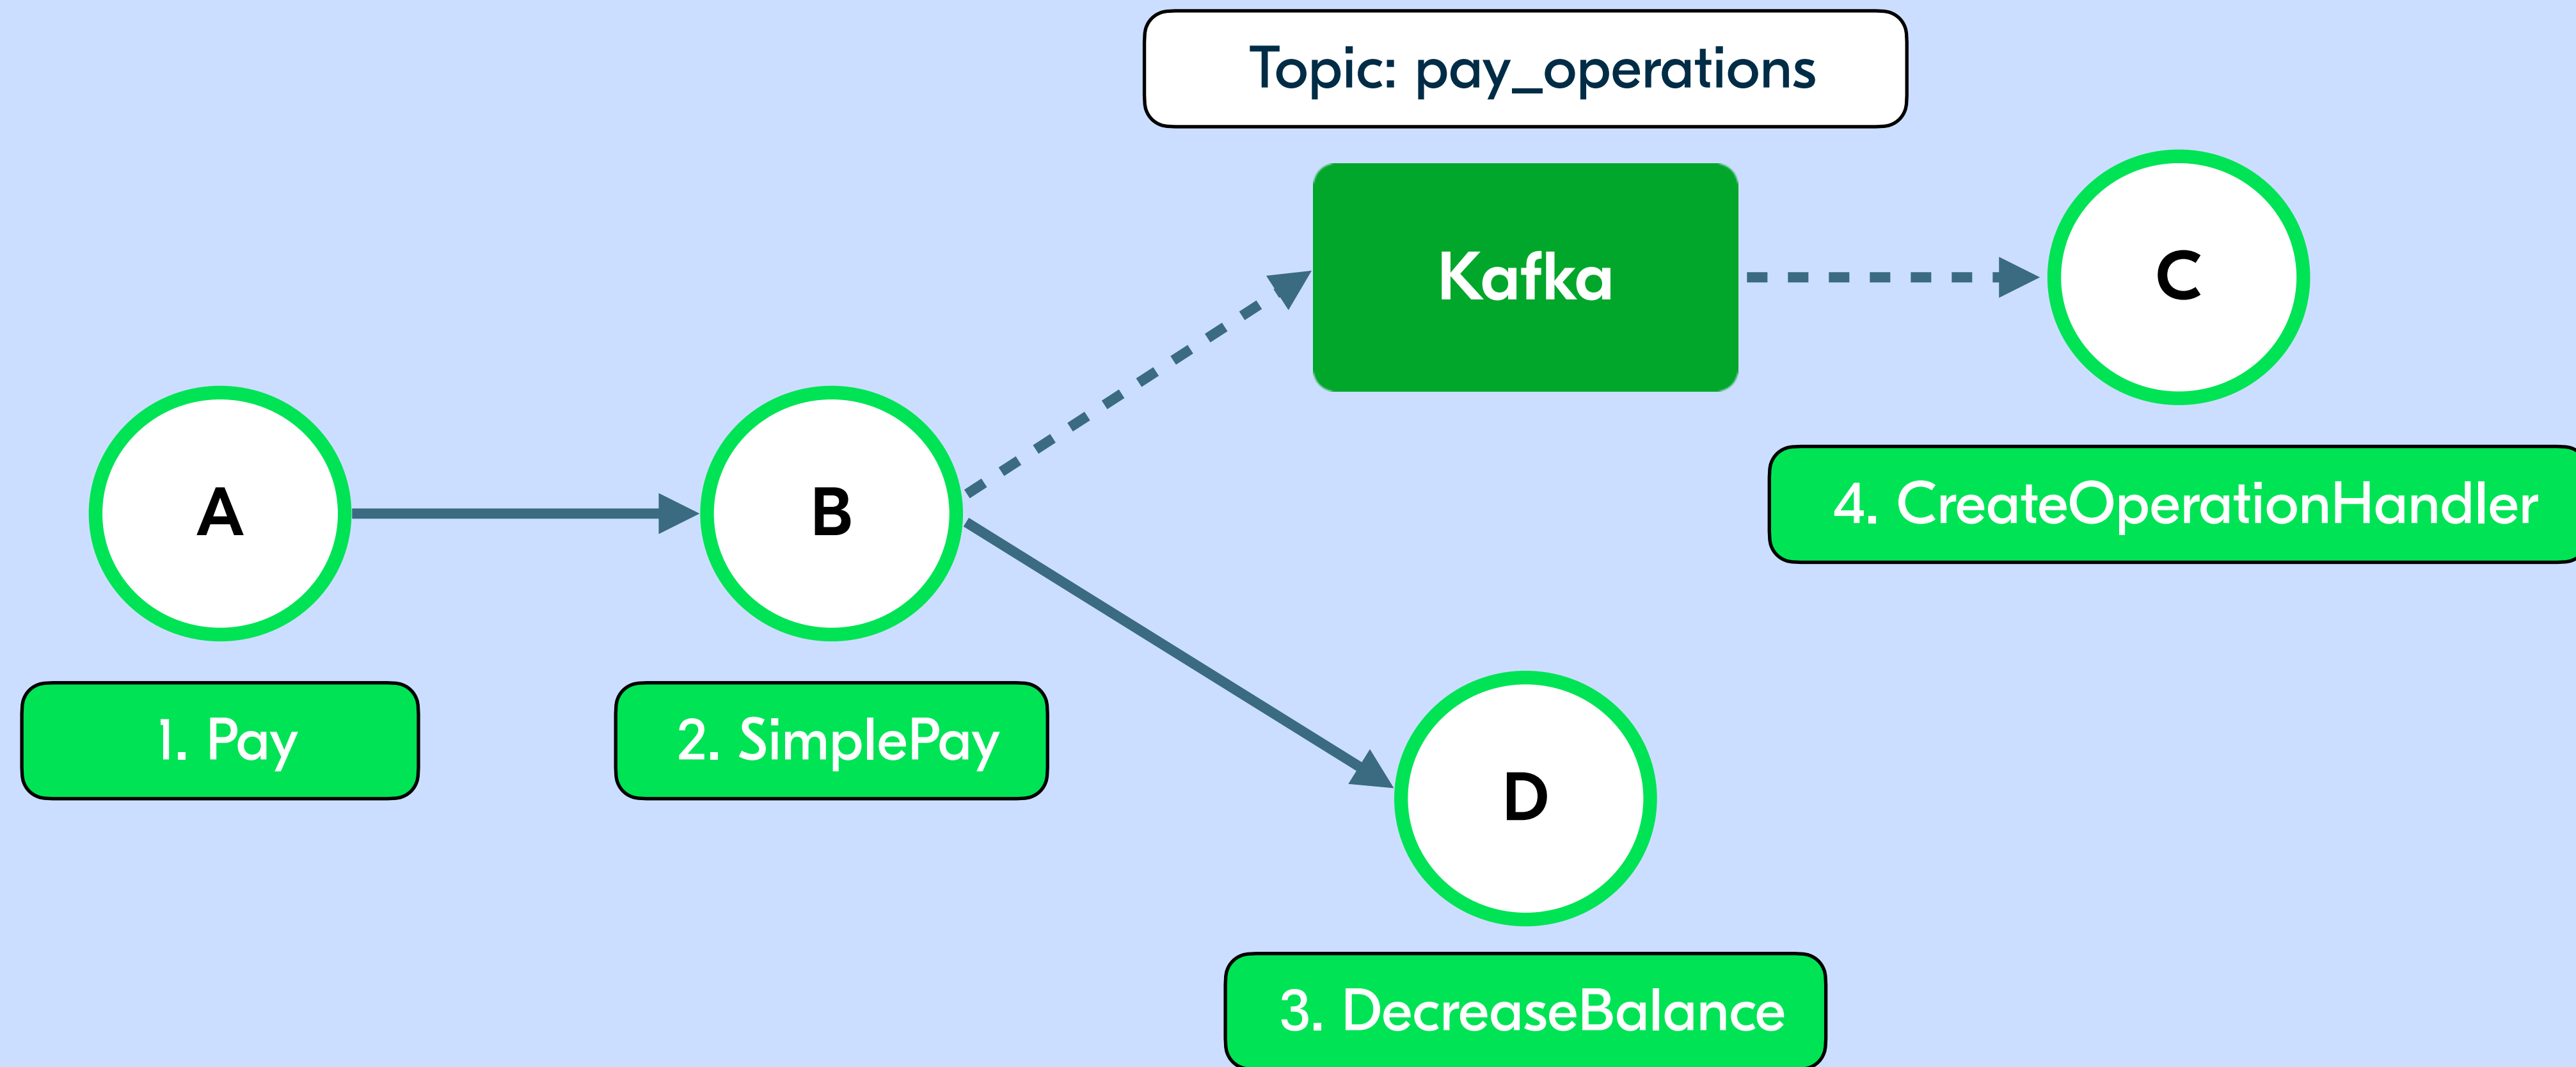 Topic: pay_operations
Kafka
C
4. CreateOperationHandler
A
B
1. Pay
2. SimplePay
D
3. DecreaseBalance